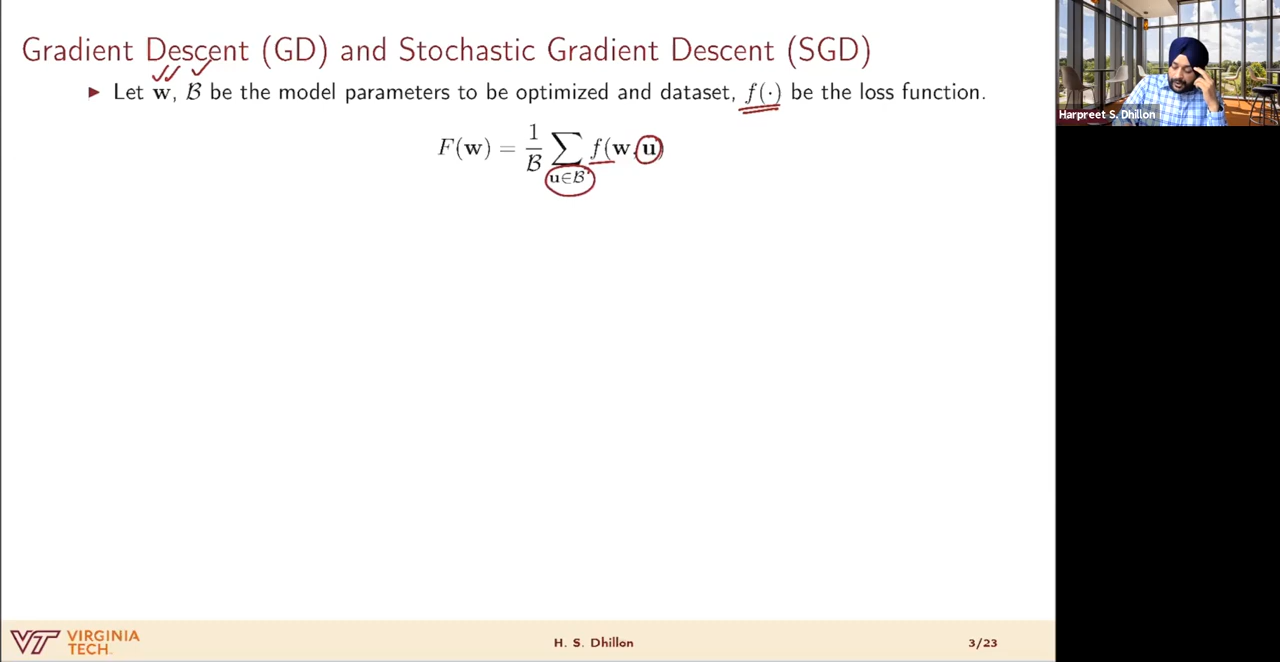 Gradient Descent (GD) and Stochastic Gradient Descent (SGD)
▶ Let w, ℬ be the model parameters to be optimized and dataset, f(·) be the loss function.
F(w) = 1/ℬ ∑_{u∈ℬ} f(w, u)
Harpreet S. Dhillon
VT VIRGINIA TECH
H. S. Dhillon
3/23